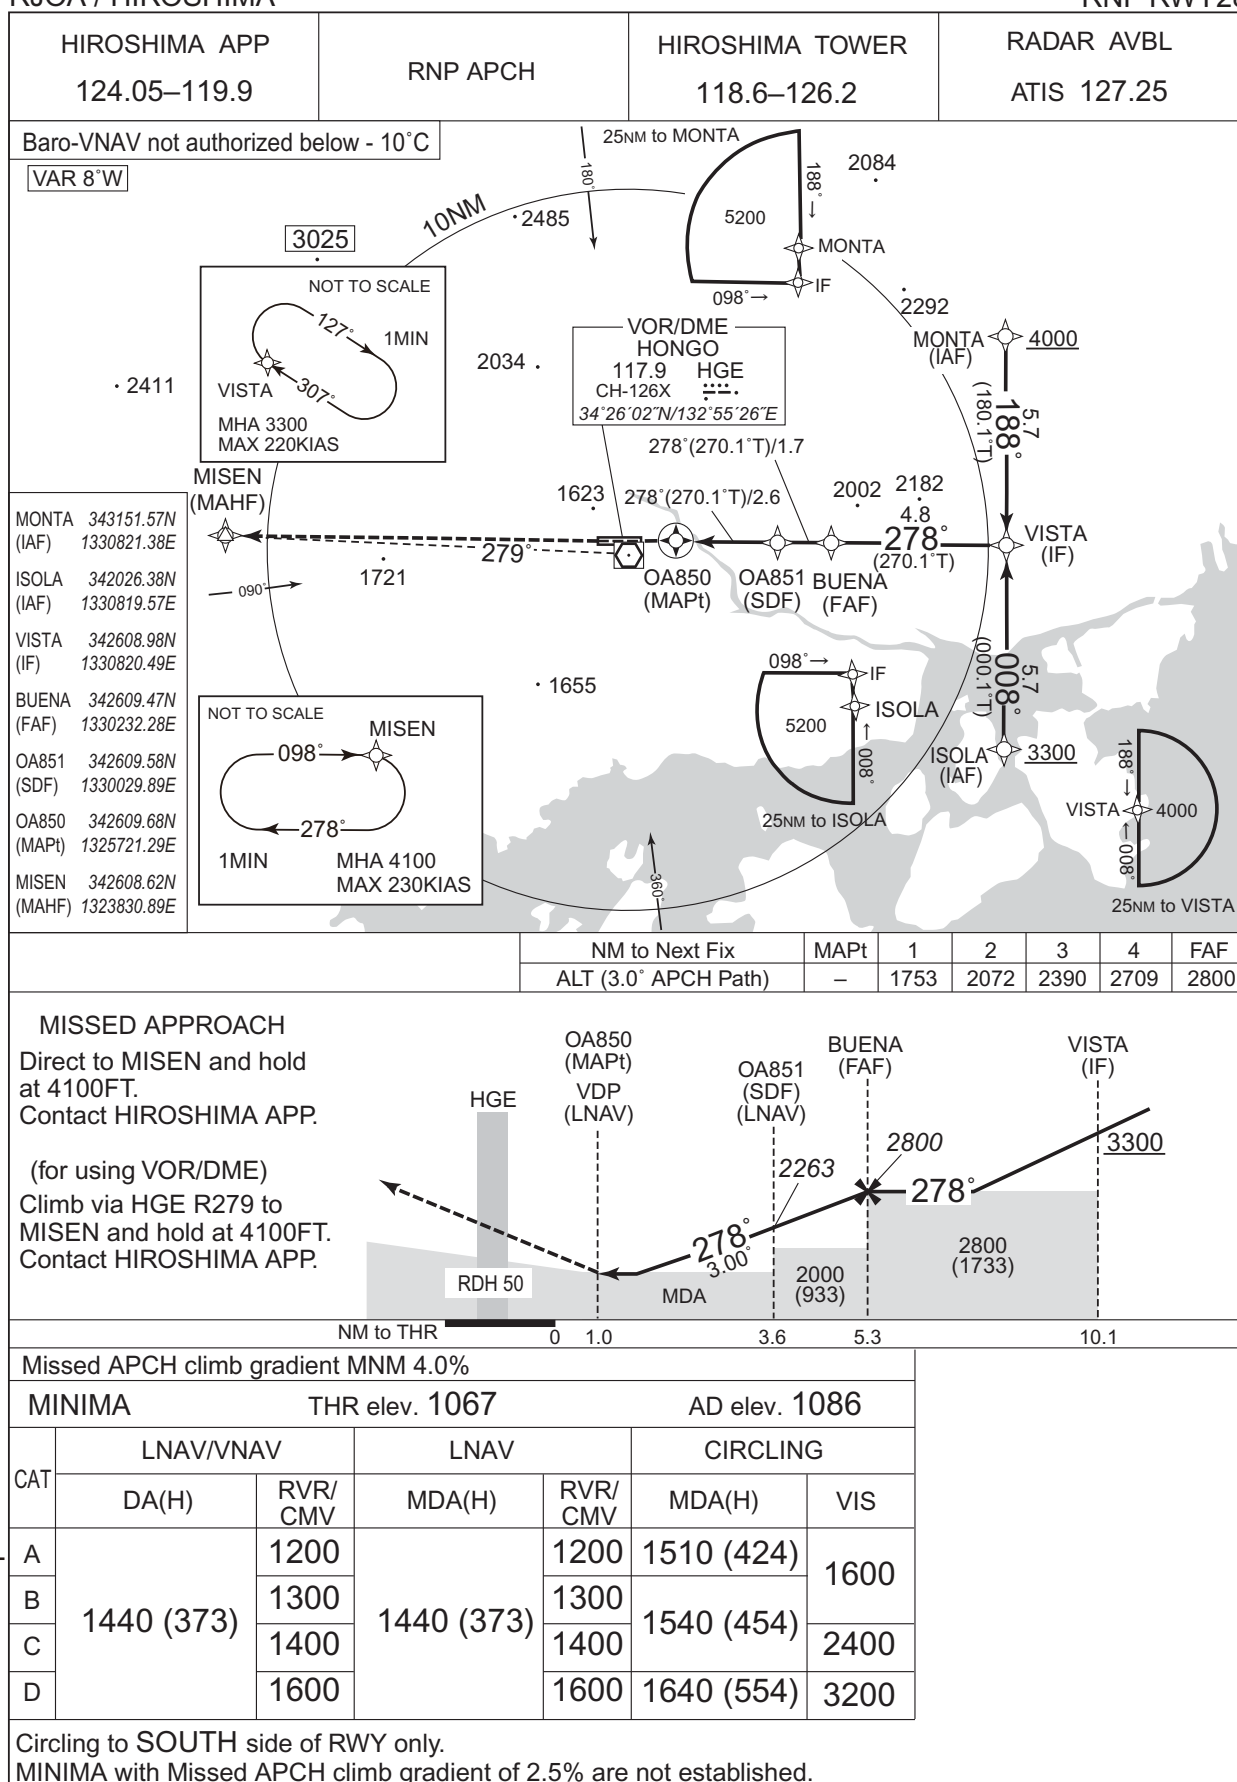 RJOA / HIROSHIMA
RNP RWY28
HIROSHIMA APP
124.05–119.9
RNP APCH
HIROSHIMA TOWER
118.6–126.2
RADAR AVBL
ATIS 127.25
Baro-VNAV not authorized below - 10˚C
VAR 8˚W
180˚
25NM to MONTA
188˚→
5200
MONTA
IF
098˚→
2084
10NM
2485
3025
NOT TO SCALE
127˚
1MIN
VISTA
307˚
MHA 3300
MAX 220KIAS
2411
2034
VOR/DME
HONGO
117.9 HGE
CH-126X
34˚26´02˝N/132˚55´26˝E
2292
MONTA
(IAF)
4000
5.7
188˚
(180.1˚T)
278˚(270.1˚T)/1.7
MISEN
(MAHF)
1623
278˚(270.1˚T)/2.6
2002
2182
4.8
278˚
(270.1˚T)
VISTA
(IF)
279˚
1721
090˚
OA850
(MAPt)
OA851
(SDF)
BUENA
(FAF)
MONTA 343151.57N
(IAF) 1330821.38E
ISOLA 342026.38N
(IAF) 1330819.57E
VISTA 342608.98N
(IF) 1330820.49E
BUENA 342609.47N
(FAF) 1330232.28E
OA851 342609.58N
(SDF) 1330029.89E
OA850 342609.68N
(MAPt) 1325721.29E
MISEN 342608.62N
(MAHF) 1323830.89E
1655
098˚→
IF
ISOLA
5200
008˚→
25NM to ISOLA
5.7
008˚
(000.1˚T)
ISOLA
(IAF)
3300
188˚→
VISTA
4000
008˚→
25NM to VISTA
NOT TO SCALE
MISEN
098˚
278˚
1MIN
MHA 4100
MAX 230KIAS
360˚
NM to Next Fix MAPt 1 2 3 4 FAF
ALT (3.0˚ APCH Path) – 1753 2072 2390 2709 2800
MISSED APPROACH
Direct to MISEN and hold
at 4100FT.
Contact HIROSHIMA APP.
(for using VOR/DME)
Climb via HGE R279 to
MISEN and hold at 4100FT.
Contact HIROSHIMA APP.
HGE
OA850
(MAPt)
VDP
(LNAV)
OA851
(SDF)
(LNAV)
BUENA
(FAF)
VISTA
(IF)
2263
2800
3300
278˚
278˚
3.00˚
RDH 50
MDA
2000
(933)
2800
(1733)
NM to THR 0 1.0 3.6 5.3 10.1
Missed APCH climb gradient MNM 4.0%
MINIMA THR elev. 1067 AD elev. 1086
CAT LNAV/VNAV LNAV CIRCLING
DA(H) RVR/CMV MDA(H) RVR/CMV MDA(H) VIS
A 1440 (373) 1200 1440 (373) 1200 1510 (424) 1600
B 1300 1300 1540 (454)
C 1400 1400 2400
D 1600 1600 1640 (554) 3200
Circling to SOUTH side of RWY only.
MINIMA with Missed APCH climb gradient of 2.5% are not established.